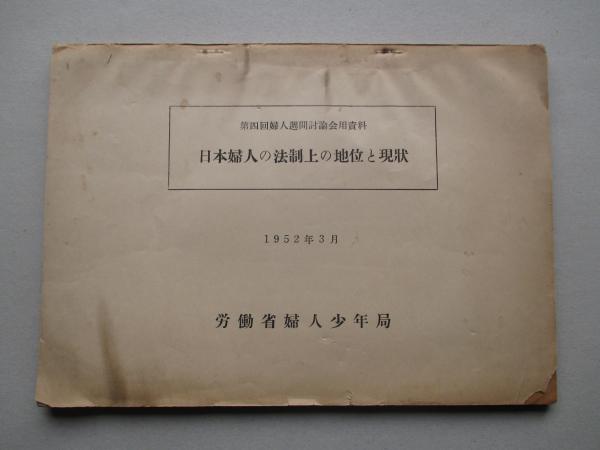 第四回婦人週間討論会用資料
日本婦人の法制上の地位と現狀
1952年3月
労働省婦人少年局